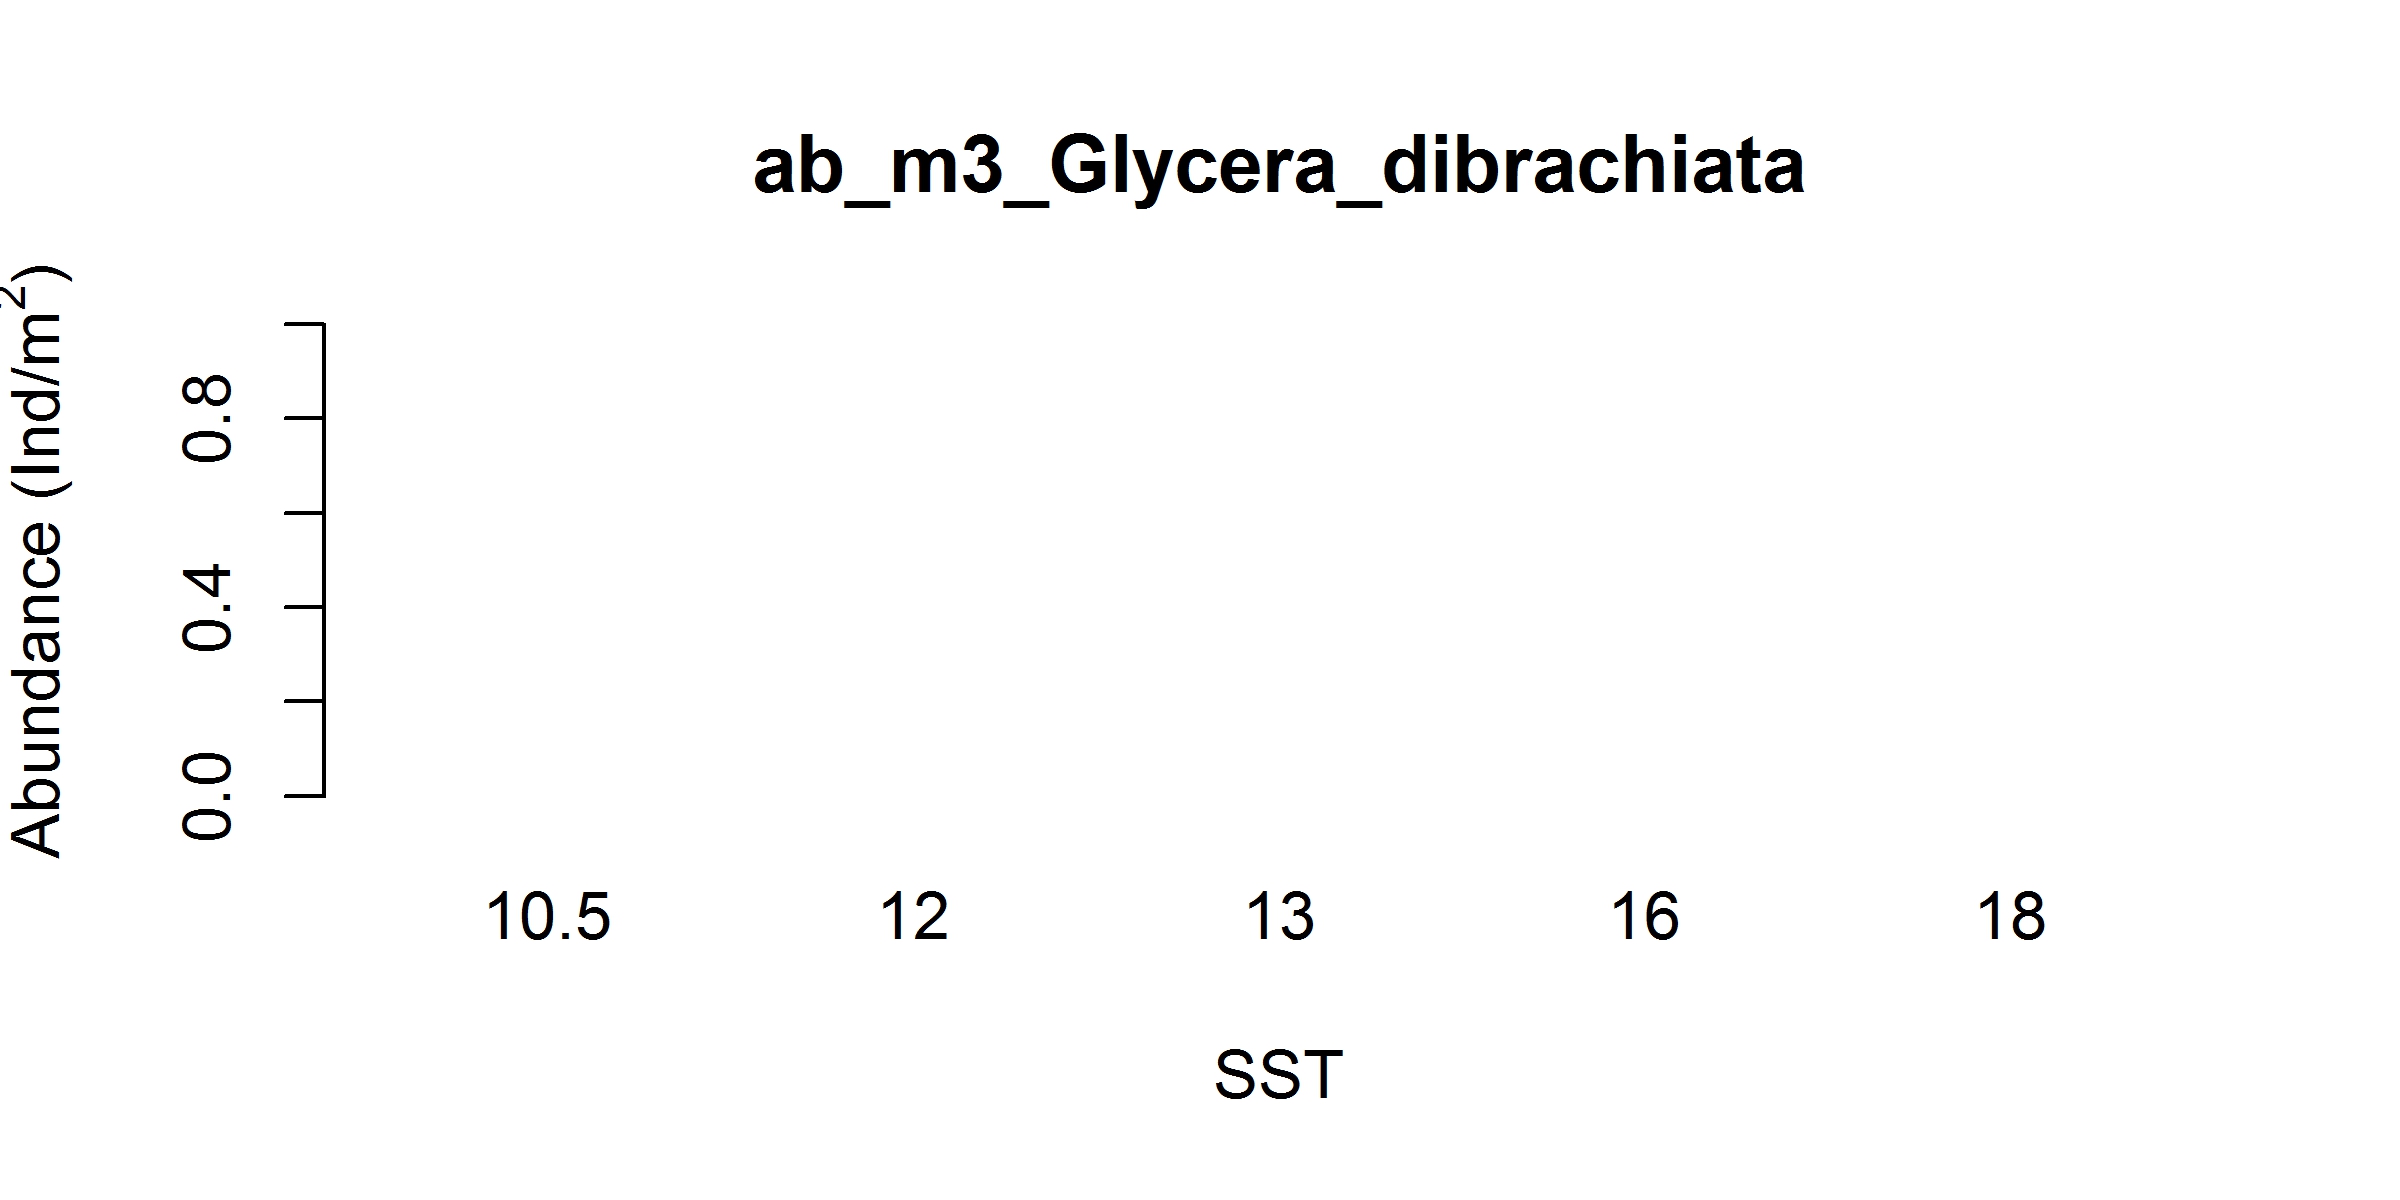 ab_m3_Glycera_dibrachiata
Abundance (Ind/m²)
0.8
0.4
0.0
10.5 12 13 16 18
SST